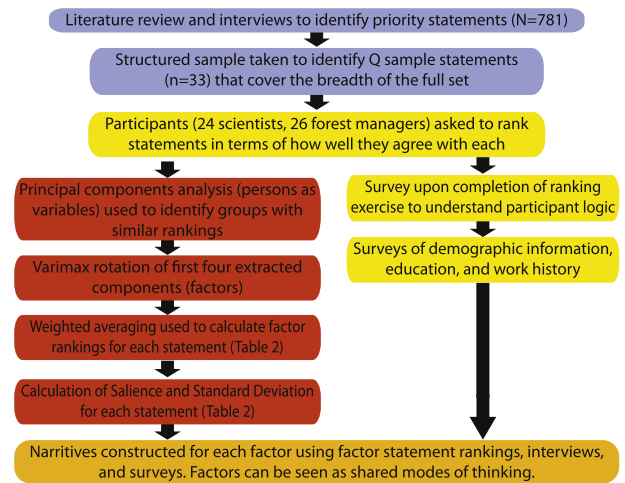 Literature review and interviews to identify priority statements (N=781)
Structured sample taken to identify Q sample statements
(n=33) that cover the breadth of the full set
Participants (24 scientists, 26 forest managers) asked to rank
statements in terms of how well they agree with each
Principal components analysis (persons as
variables) used to identify groups with
similar rankings
Varimax rotation of first four extracted
components (factors)
Weighted averaging used to calculate factor
rankings for each statement (Table 2)
Calculation of Salience and Standard Deviation
for each statement (Table 2)
Survey upon completion of ranking
exercise to understand participant logic
Surveys of demographic information,
education, and work history
Narritives constructed for each factor using factor statement rankings, interviews,
and surveys. Factors can be seen as shared modes of thinking.